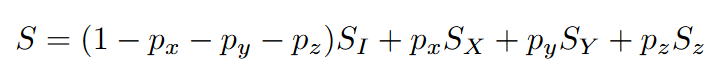 S = (1 − p_x − p_y − p_z)S_I + p_xS_X + p_yS_Y + p_zS_z